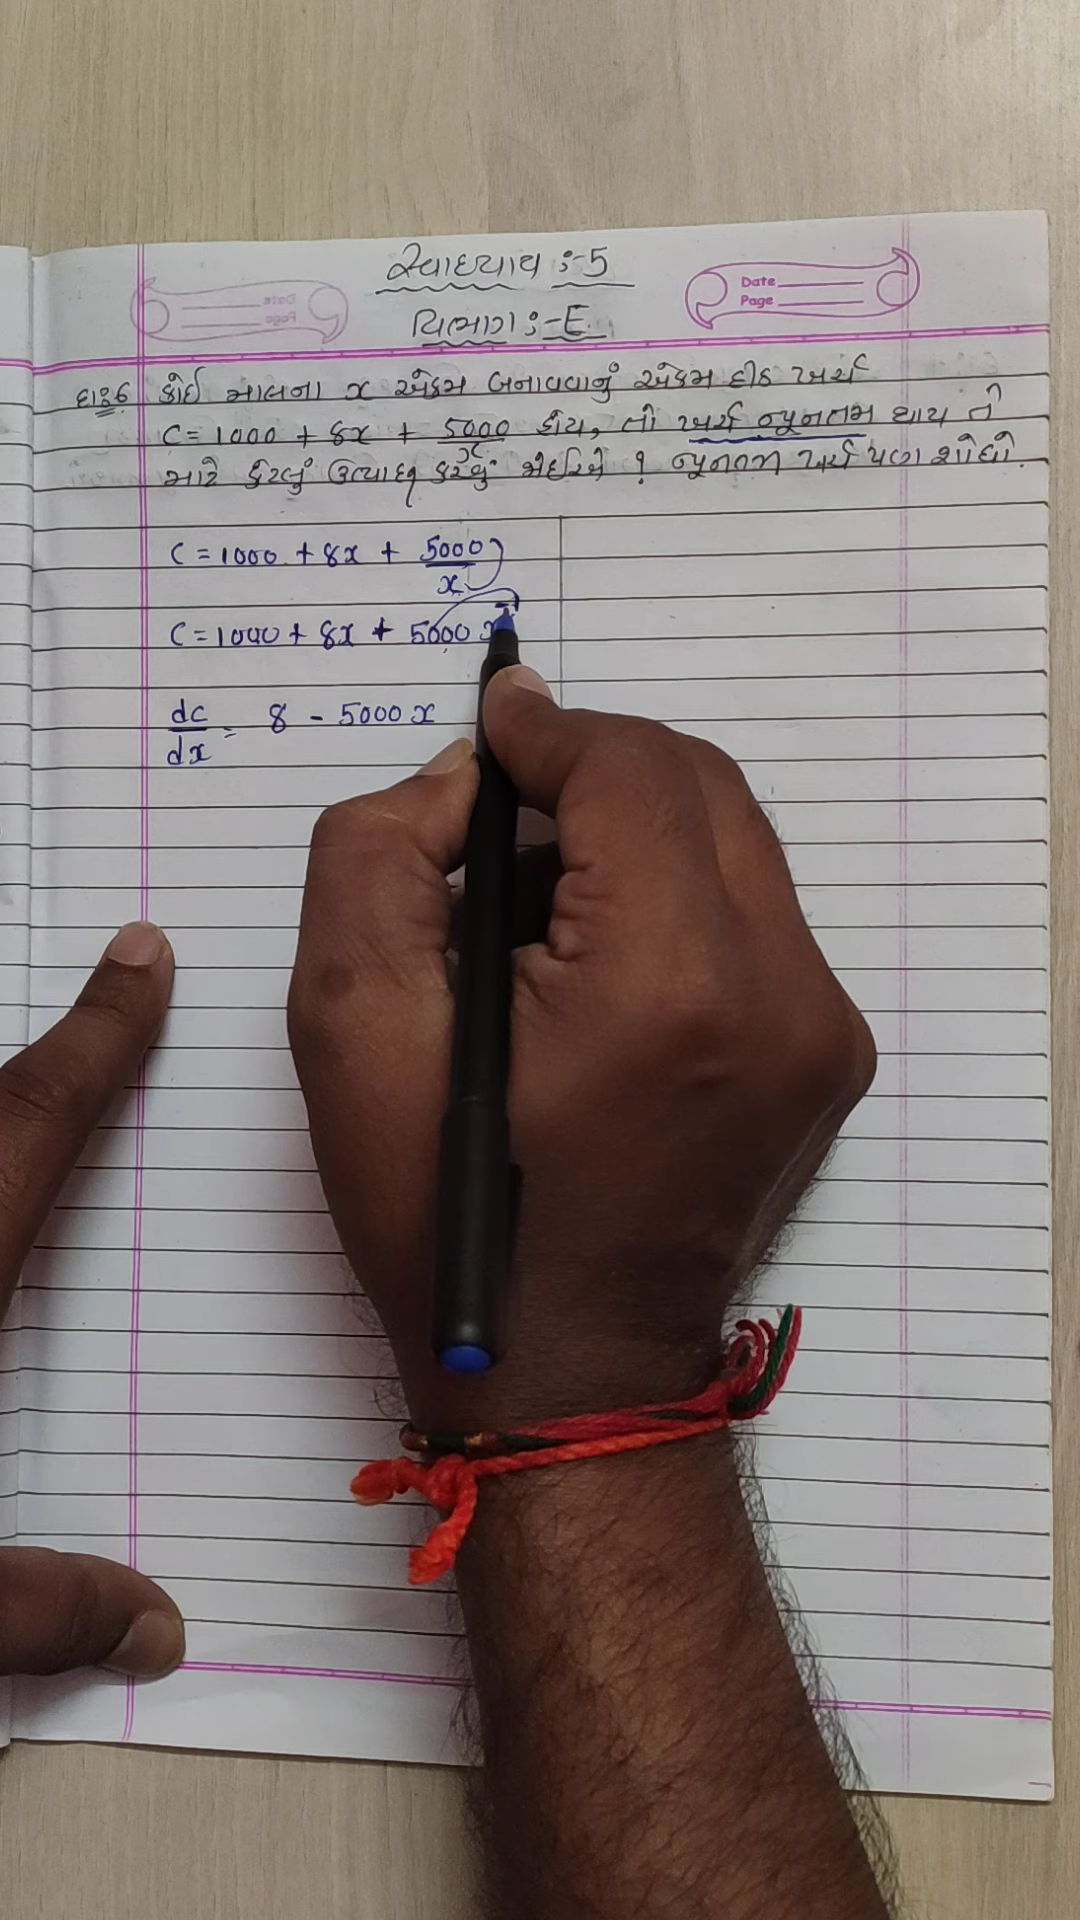 સ્વાધ્યાય :-5
વિભાગ :-E
Date
Page
દા.3.6 કોઈ માલના x એકમ બનાવવાનું એકમ દીઠ ખર્ચ
C = 1000 + 8x + 5000/x હોય, તો ખર્ચ ન્યૂનતમ થાય તે
માટે કેટલું ઉત્પાદન કરવું જોઈએ ? ન્યૂનતમ ખર્ચ પણ શોધો.
C = 1000 + 8x + 5000/x
C = 1000 + 8x + 5000 x
dc/dx = 8 - 5000 x